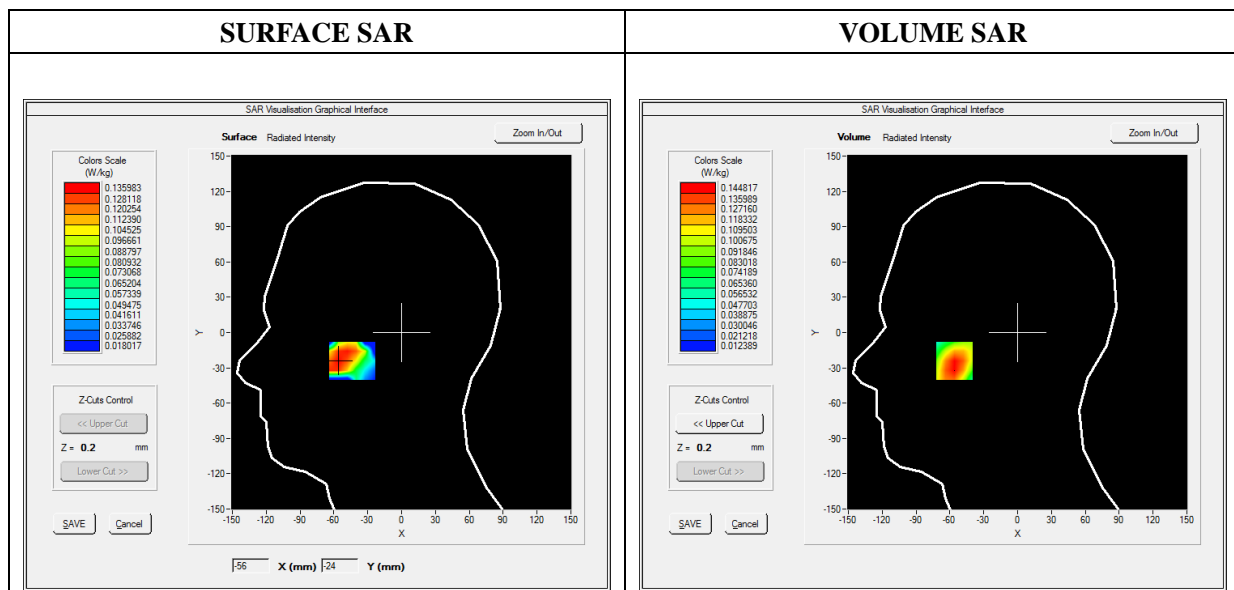 SURFACE SAR
VOLUME SAR
SAR Visualisation Graphical Interface
Surface Radiated Intensity
Zoom In/Out
Colors Scale
(W/kg)
0.135983
0.128118
0.120254
0.112390
0.104525
0.096661
0.088797
0.080932
0.073068
0.065204
0.057339
0.049475
0.041611
0.033746
0.025882
0.018017
Z-Cuts Control
<< Upper Cut
Z = 0.2 mm
Lower Cut >>
SAVE Cancel
150
120
90
60
30
0
-30
-60
-90
-120
-150
Y
-150 -120 -90 -60 -30 0 30 60 90 120 150
X
-56 X (mm) -24 Y (mm)
SAR Visualisation Graphical Interface
Volume Radiated Intensity
Zoom In/Out
Colors Scale
(W/kg)
0.144817
0.135989
0.127160
0.118332
0.109503
0.100675
0.091846
0.083018
0.074189
0.065360
0.056532
0.047703
0.038875
0.030046
0.021218
0.012389
Z-Cuts Control
<< Upper Cut
Z = 0.2 mm
Lower Cut >>
SAVE Cancel
150
120
90
60
30
0
-30
-60
-90
-120
-150
Y
-150 -120 -90 -60 -30 0 30 60 90 120 150
X